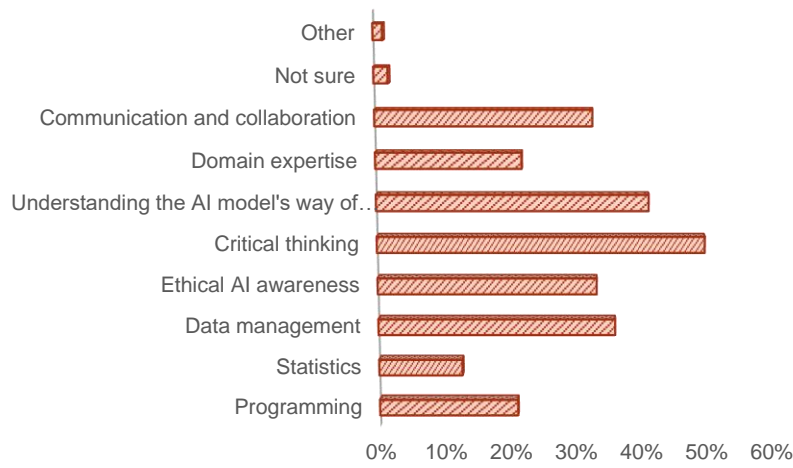 Other
Not sure
Communication and collaboration
Domain expertise
Understanding the AI model's way of…
Critical thinking
Ethical AI awareness
Data management
Statistics
Programming
0% 10% 20% 30% 40% 50% 60%